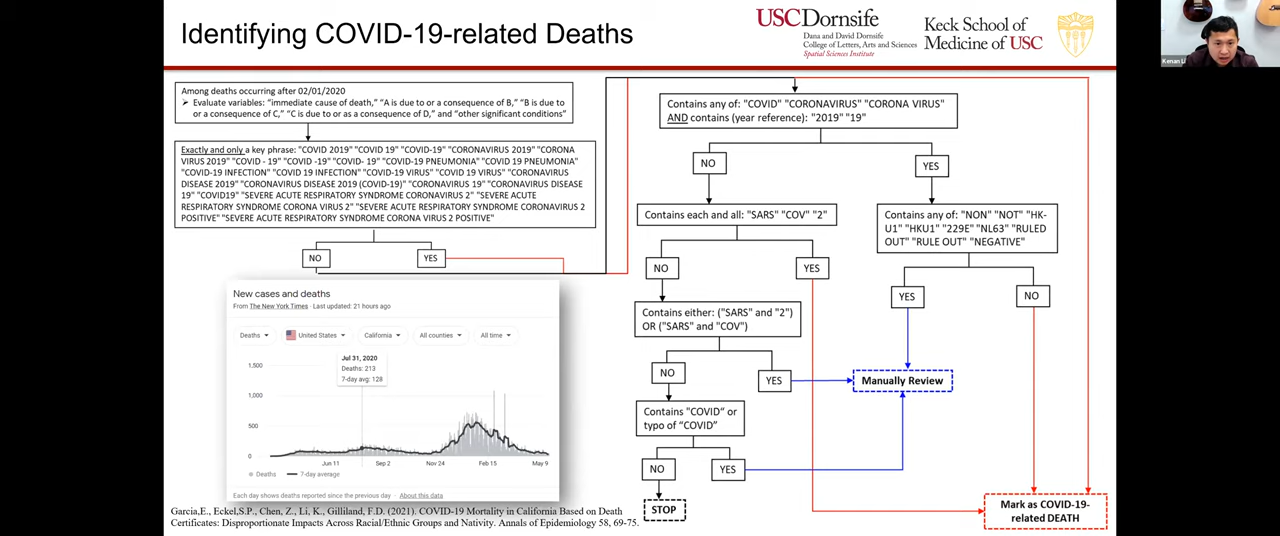 Identifying COVID-19-related Deaths
USC Dornsife
Dana and David Dornsife
College of Letters, Arts and Sciences
Spatial Sciences Institute
Keck School of
Medicine of USC
Among deaths occurring after 02/01/2020
➢ Evaluate variables: "immediate cause of death," "A is due to or a consequence of B," "B is due to
or a consequence of C," "C is due to or as a consequence of D," and "other significant conditions"
Exactly and only a key phrase: "COVID 2019" "COVID 19" "COVID-19" "CORONAVIRUS 2019" "CORONA
VIRUS 2019" "COVID - 19" "COVID -19" "COVID- 19" "COVID-19 PNEUMONIA" "COVID 19 PNEUMONIA"
"COVID-19 INFECTION" "COVID 19 INFECTION" "COVID-19 VIRUS" "COVID 19 VIRUS" "CORONAVIRUS
DISEASE 2019" "CORONAVIRUS DISEASE 2019 (COVID-19)" "CORONAVIRUS 19" "CORONAVIRUS DISEASE
19" "COVID19" "SEVERE ACUTE RESPIRATORY SYNDROME CORONAVIRUS 2" "SEVERE ACUTE
RESPIRATORY SYNDROME CORONA VIRUS 2" "SEVERE ACUTE RESPIRATORY SYNDROME CORONAVIRUS 2
POSITIVE" "SEVERE ACUTE RESPIRATORY SYNDROME CORONA VIRUS 2 POSITIVE"
NO
YES
New cases and deaths
From The New York Times · Last updated: 21 hours ago
Deaths
United States
California
All counties
All time
Jul 31, 2020
Deaths: 213
7-day avg: 128
1,500
1,000
500
0
Jun 11
Sep 2
Nov 24
Feb 15
May 9
Deaths
7-day average
Each day shows deaths reported since the previous day · About this data
Garcia,E., Eckel,S.P., Chen, Z., Li, K., Gilliland, F.D. (2021). COVID-19 Mortality in California Based on Death
Certificates: Disproportionate Impacts Across Racial/Ethnic Groups and Nativity. Annals of Epidemiology 58, 69-75.
Contains any of: "COVID" "CORONAVIRUS" "CORONA VIRUS"
AND contains (year reference): "2019" "19"
NO
YES
Contains each and all: "SARS" "COV" "2"
Contains any of: "NON" "NOT" "HK-
U1" "HKU1" "229E" "NL63" "RULED
OUT" "RULE OUT" "NEGATIVE"
NO
YES
YES
NO
Contains either: ("SARS" and "2")
OR ("SARS" and "COV")
NO
YES
Manually Review
Contains "COVID" or
typo of "COVID"
NO
YES
STOP
Mark as COVID-19-
related DEATH